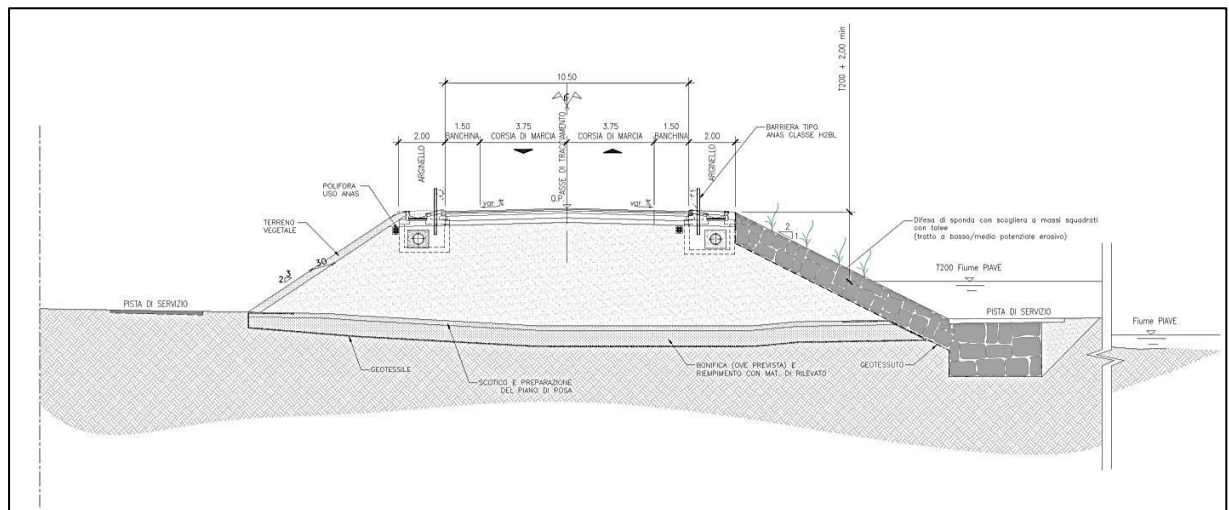 T200 + 2,00 min
10.50
2.00
1.50
BANCHINA
3.75
CORSIA DI MARCIA
3.75
CORSIA DI MARCIA
1.50
BANCHINA
2.00
ARGINELLO
ASSE DI TRACCIAMENTO
ARGINELLO
BARRIERA TIPO
ANAS CLASSE H2BL
POLIFORA
USO ANAS
Q.P.
var %
var %
TERRENO
VEGETALE
30
3
2
2
1
Difesa di sponda con scogliera a massi squadrati
con talee
(tratto a basso/medio potenziale erosivo)
T200 Fiume PIAVE
PISTA DI SERVIZIO
PISTA DI SERVIZIO
Fiume PIAVE
GEOTESSILE
SCOTICO E PREPARAZIONE
DEL PIANO DI POSA
BONIFICA (OVE PREVISTA) E
RIEMPIMENTO CON MAT. DI RILEVATO
GEOTESSUTO